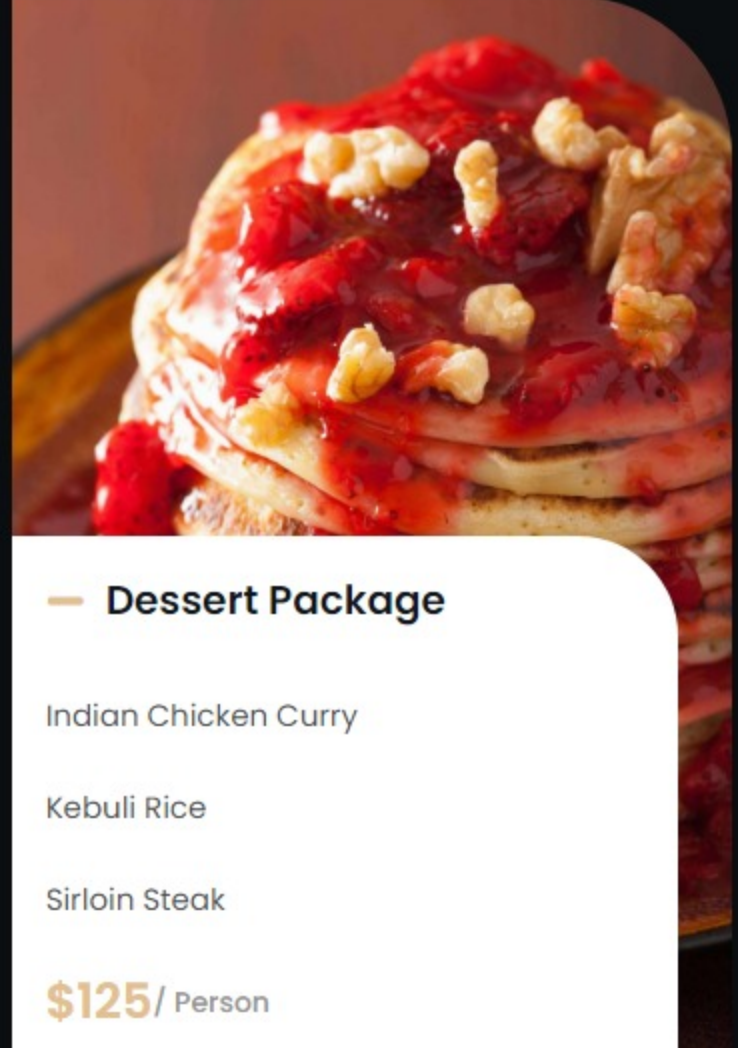 Dessert Package
Indian Chicken Curry
Kebuli Rice
Sirloin Steak
$125/ Person